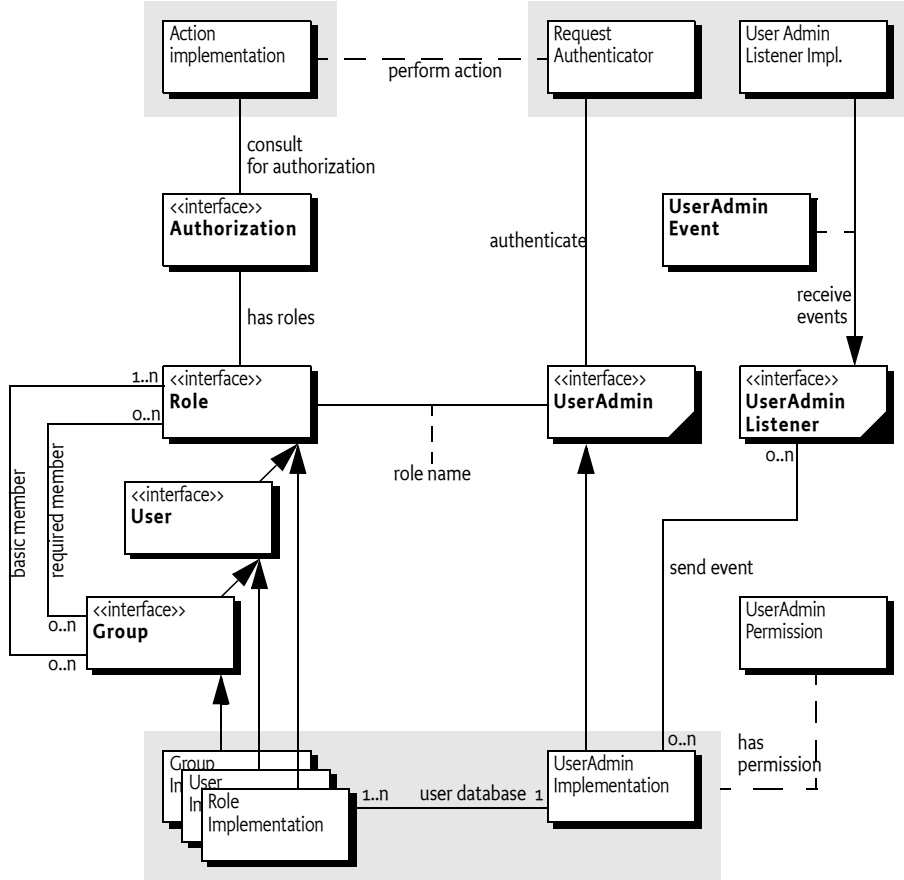 Action
implementation
Request
Authenticator
User Admin
Listener Impl.
perform action
consult
for authorization
<<interface>>
Authorization
UserAdmin
Event
authenticate
receive
events
has roles
1..n
<<interface>>
Role
0..n
<<interface>>
UserAdmin
<<interface>>
UserAdmin
Listener
0..n
role name
basic member
required member
<<interface>>
User
send event
<<interface>>
Group
0..n
0..n
UserAdmin
Permission
0..n
has
permission
Group
Im
User
Im
Role
Implementation
1..n
user database
1
UserAdmin
Implementation